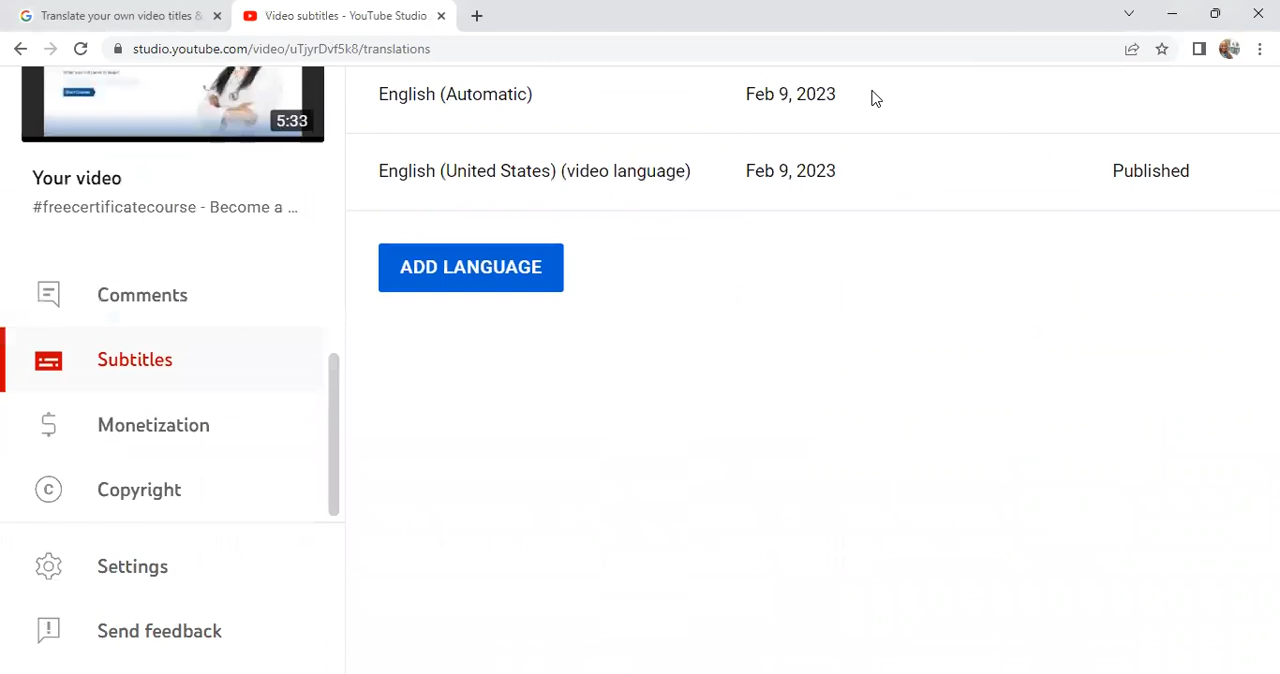 Translate your own video titles &
Video subtitles - YouTube Studio
studio.youtube.com/video/uTjyrDvf5k8/translations
5:33
Your video
#freecertificatecourse - Become a ...
Comments
Subtitles
Monetization
Copyright
Settings
Send feedback
English (Automatic) Feb 9, 2023
English (United States) (video language) Feb 9, 2023 Published
ADD LANGUAGE